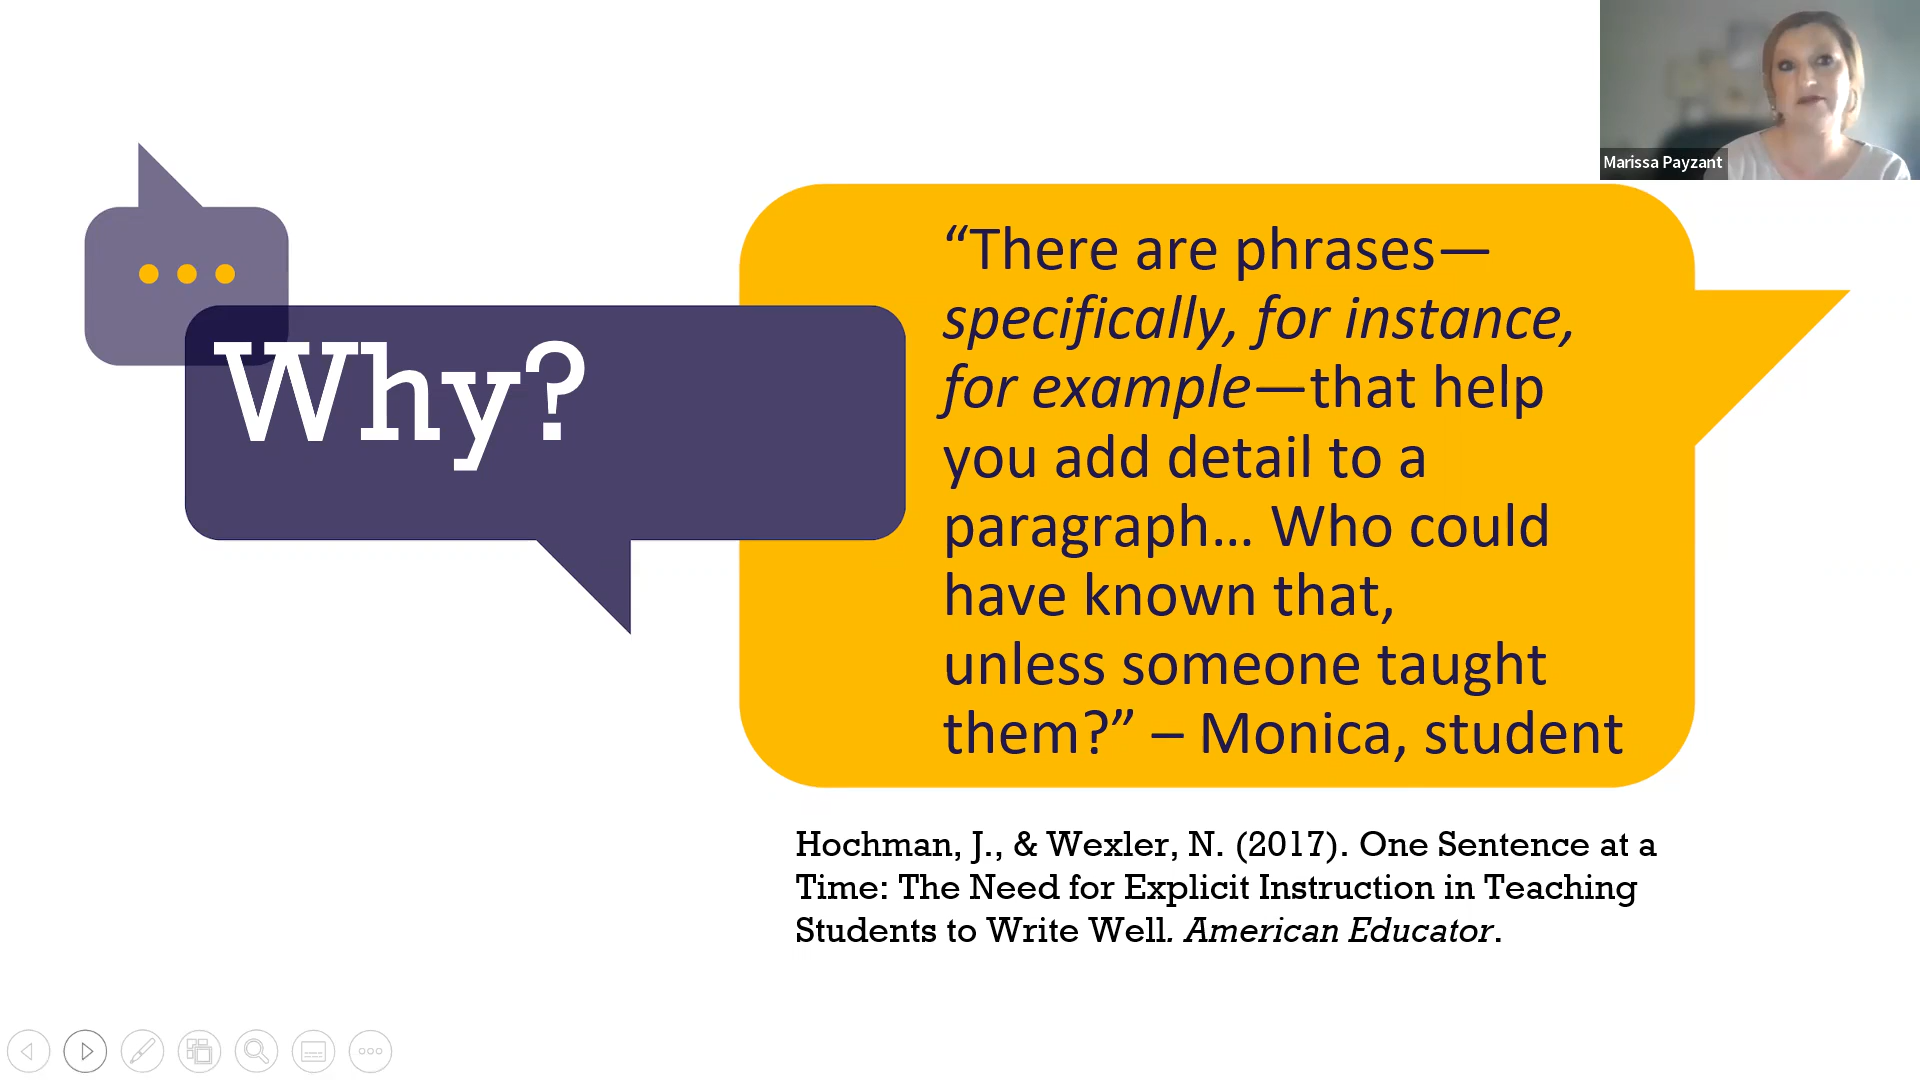 Marissa Payzant
Why?
“There are phrases—
specifically, for instance,
for example—that help
you add detail to a
paragraph... Who could
have known that,
unless someone taught
them?” – Monica, student
Hochman, J., & Wexler, N. (2017). One Sentence at a
Time: The Need for Explicit Instruction in Teaching
Students to Write Well. American Educator.